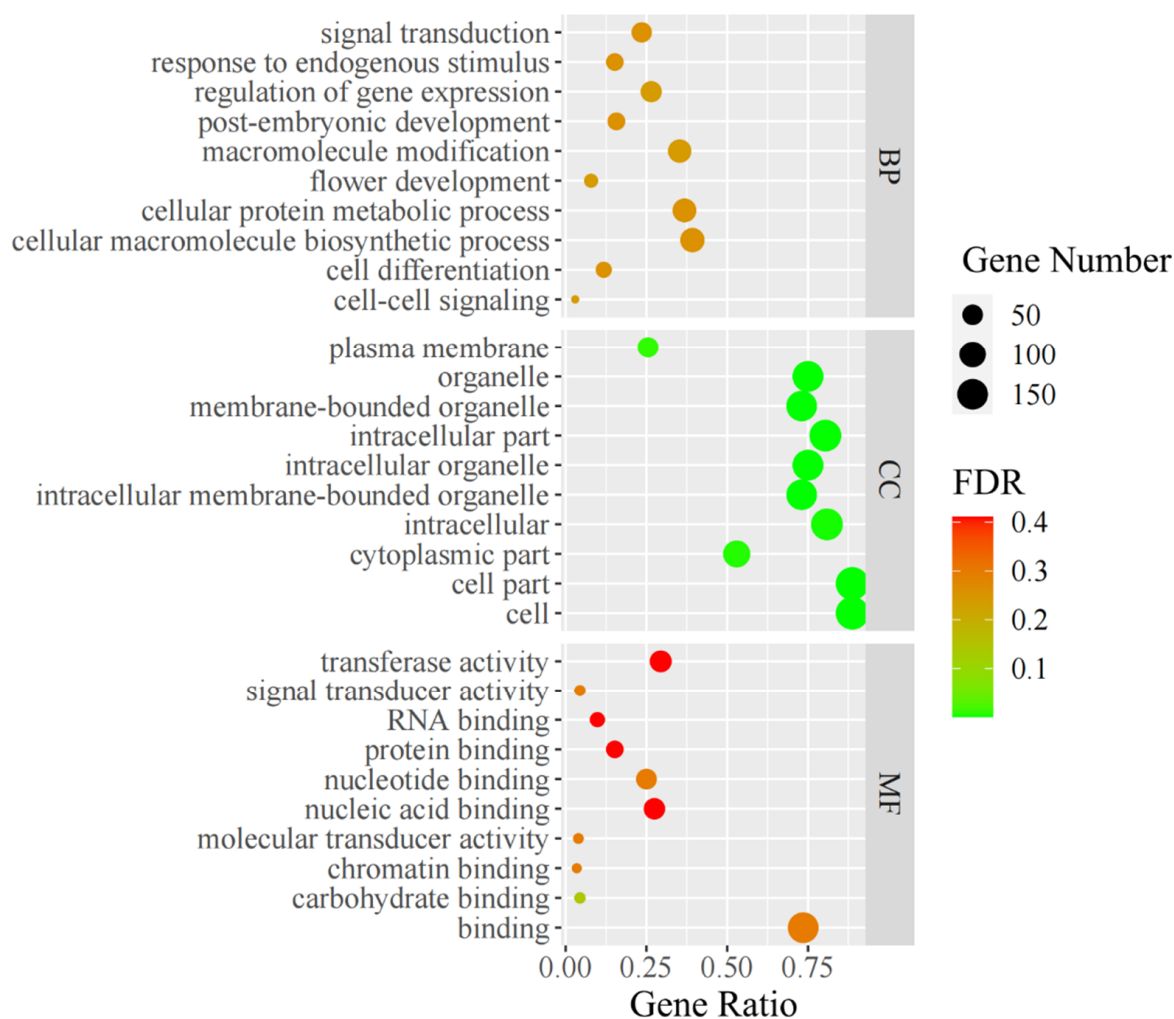 signal transduction
response to endogenous stimulus
regulation of gene expression
post-embryonic development
macromolecule modification
flower development
cellular protein metabolic process
cellular macromolecule biosynthetic process
cell differentiation
cell-cell signaling
BP
plasma membrane
organelle
membrane-bounded organelle
intracellular part
intracellular organelle
intracellular membrane-bounded organelle
intracellular
cytoplasmic part
cell part
cell
CC
transferase activity
signal transducer activity
RNA binding
protein binding
nucleotide binding
nucleic acid binding
molecular transducer activity
chromatin binding
carbohydrate binding
binding
MF
0.00 0.25 0.50 0.75
Gene Ratio
Gene Number
50
100
150
FDR
0.4
0.3
0.2
0.1